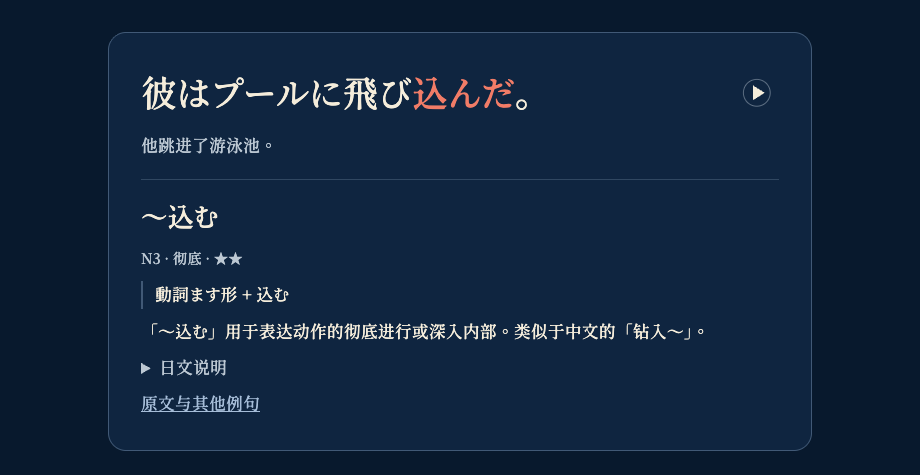 彼はプールに飛び込んだ。
他跳进了游泳池。
〜込む
N3 · 彻底 · ★★
動詞ます形 + 込む
「〜込む」用于表达动作的彻底进行或深入内部。类似于中文的「钻入〜」。
▶ 日文说明
原文与其他例句